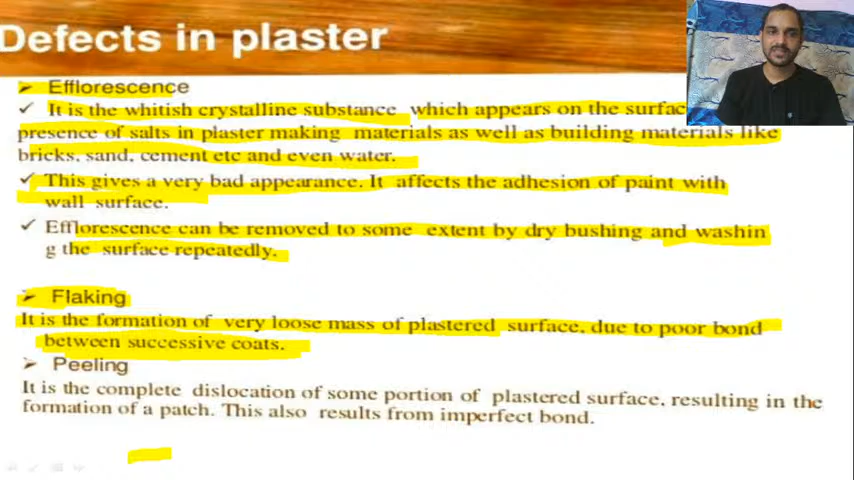 Defects in plaster
➢ Efflorescence
✓ It is the whitish crystalline substance which appears on the surfac
presence of salts in plaster making materials as well as building materials like
bricks, sand, cement etc and even water.
✓ This gives a very bad appearance. It affects the adhesion of paint with
wall surface.
✓ Efflorescence can be removed to some extent by dry bushing and washin
g the surface repeatedly.
➢ Flaking
It is the formation of very loose mass of plastered surface, due to poor bond
between successive coats.
➢ Peeling
It is the complete dislocation of some portion of plastered surface, resulting in the
formation of a patch. This also results from imperfect bond.